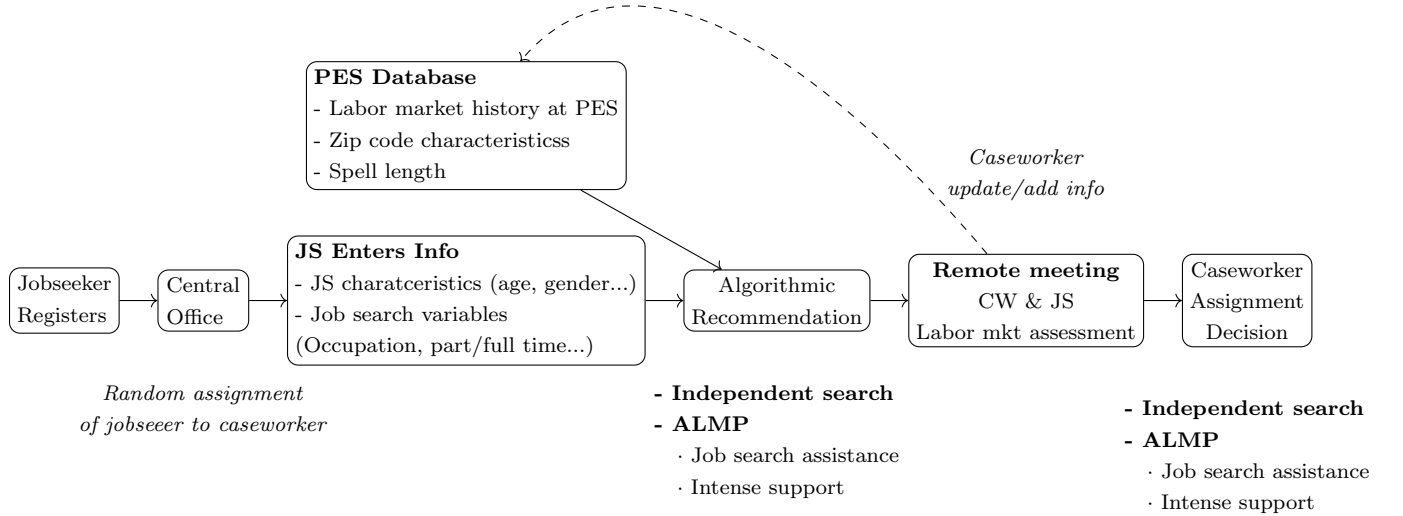 PES Database
- Labor market history at PES
- Zip code characteristicss
- Spell length
Caseworker
update/add info
Jobseeker
Registers
Central
Office
JS Enters Info
- JS charatceristics (age, gender...)
- Job search variables
(Occupation, part/full time...)
Algorithmic
Recommendation
Remote meeting
CW & JS
Labor mkt assessment
Caseworker
Assignment
Decision
Random assignment
of jobseeer to caseworker
- Independent search
- ALMP
· Job search assistance
· Intense support
- Independent search
- ALMP
· Job search assistance
· Intense support